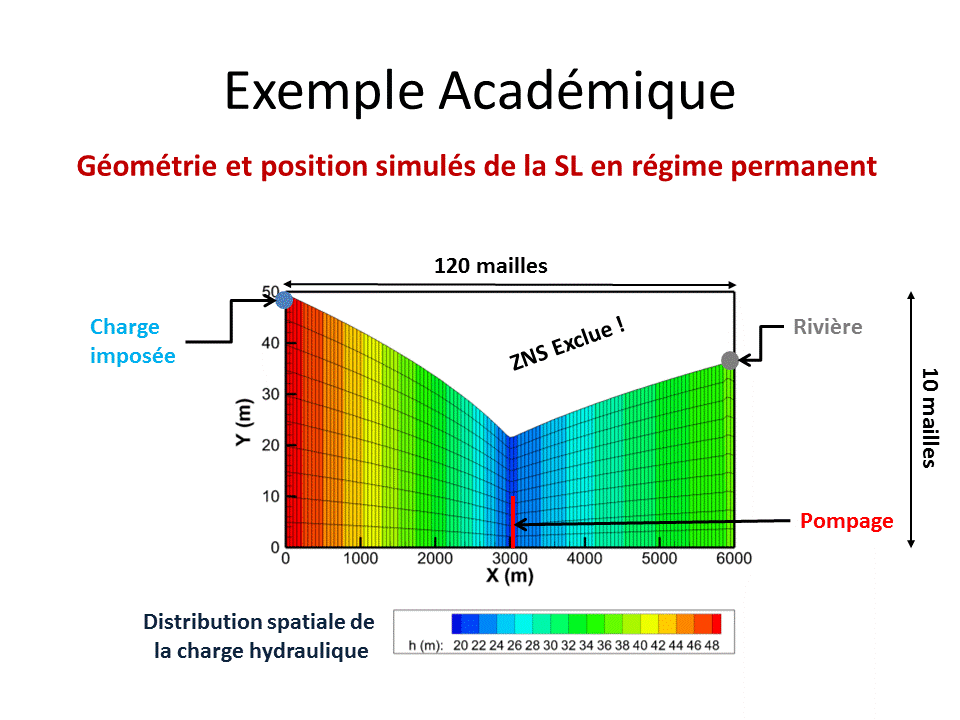 Exemple Académique
Géométrie et position simulés de la SL en régime permanent
120 mailles
Charge
imposée
ZNS Exclue !
Rivière
10 mailles
Pompage
50
40
30
20
10
0
Y (m)
0 1000 2000 3000 4000 5000 6000
X (m)
Distribution spatiale de
la charge hydraulique
h (m): 20 22 24 26 28 30 32 34 36 38 40 42 44 46 48